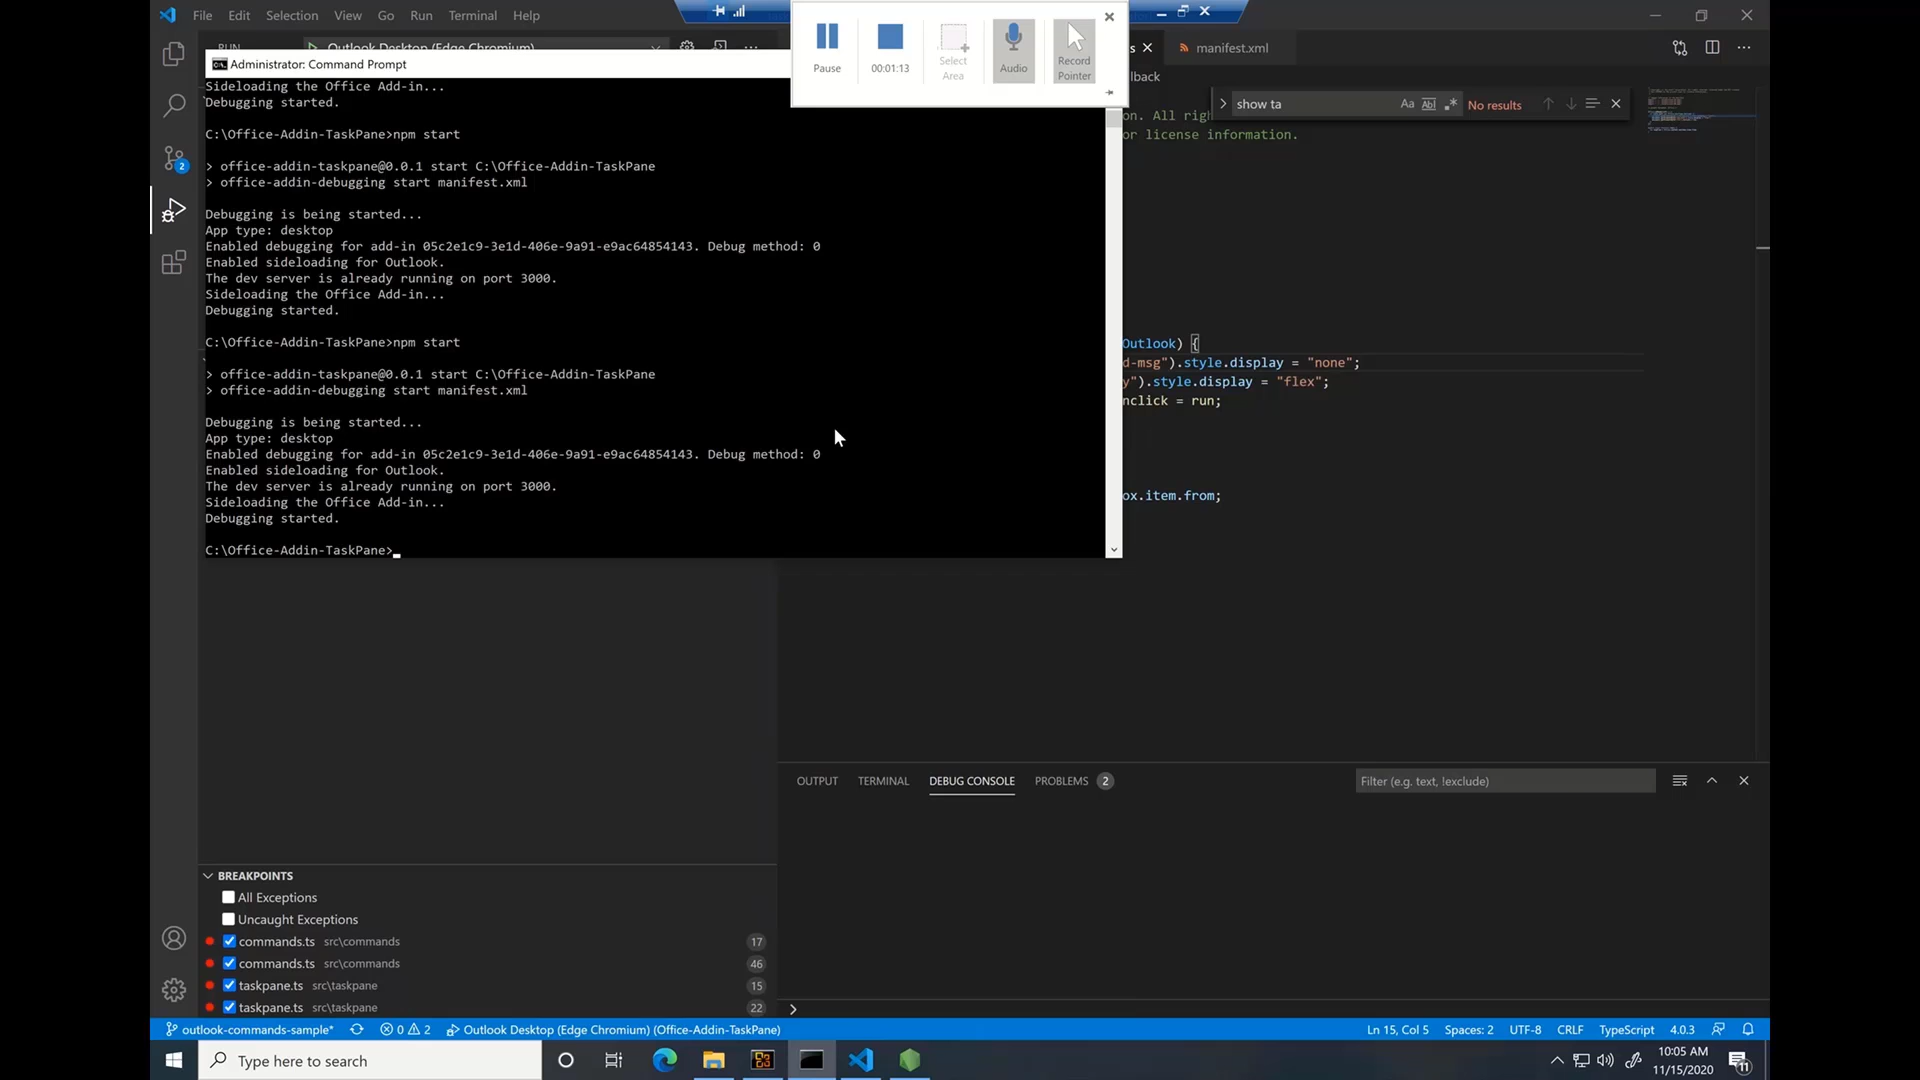 File Edit Selection View Go Run Terminal Help
RUN Outlook Desktop (Edge Chromium)
Administrator: Command Prompt
Sideloading the Office Add-in...
Debugging started.
C:\Office-Addin-TaskPane>npm start
> office-addin-taskpane@0.0.1 start C:\Office-Addin-TaskPane
> office-addin-debugging start manifest.xml
Debugging is being started...
App type: desktop
Enabled debugging for add-in 05c2e1c9-3e1d-406e-9a91-e9ac64854143. Debug method: 0
Enabled sideloading for Outlook.
The dev server is already running on port 3000.
Sideloading the Office Add-in...
Debugging started.
C:\Office-Addin-TaskPane>npm start
> office-addin-taskpane@0.0.1 start C:\Office-Addin-TaskPane
> office-addin-debugging start manifest.xml
Debugging is being started...
App type: desktop
Enabled debugging for add-in 05c2e1c9-3e1d-406e-9a91-e9ac64854143. Debug method: 0
Enabled sideloading for Outlook.
The dev server is already running on port 3000.
Sideloading the Office Add-in...
Debugging started.
C:\Office-Addin-TaskPane>
Pause
00:01:13
Select Area
Audio
Record Pointer
s
manifest.xml
lback
show ta
Aa Abl
No results
on. All righ
or license information.
Outlook) {
d-msg").style.display = "none";
y").style.display = "flex";
nclick = run;
ox.item.from;
OUTPUT TERMINAL DEBUG CONSOLE PROBLEMS 2
Filter (e.g. text, !exclude)
BREAKPOINTS
All Exceptions
Uncaught Exceptions
commands.ts src\commands 17
commands.ts src\commands 46
taskpane.ts src\taskpane 15
taskpane.ts src\taskpane 22
2
outlook-commands-sample* 0 2 Outlook Desktop (Edge Chromium) (Office-Addin-TaskPane)
Ln 15, Col 5 Spaces: 2 UTF-8 CRLF TypeScript 4.0.3
Type here to search
10:05 AM
11/15/2020
11